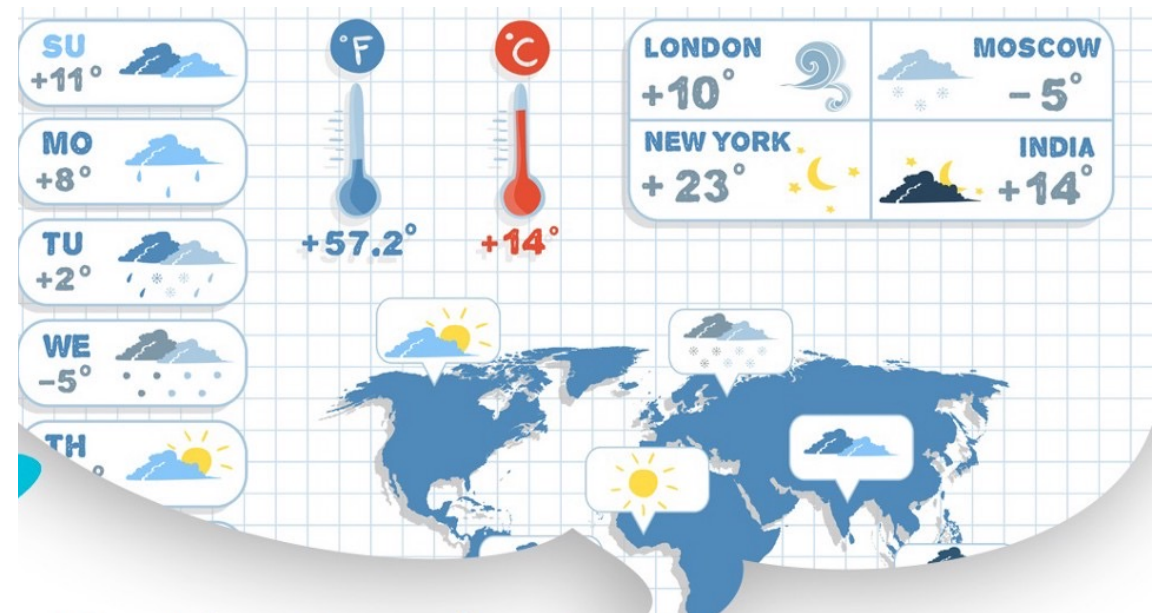 SU
+11°
MO
+8°
TU
+2°
WE
-5°
TH
°F
+57.2°
°C
+14°
LONDON
+10°
MOSCOW
- 5°
NEW YORK
+ 23°
INDIA
+14°